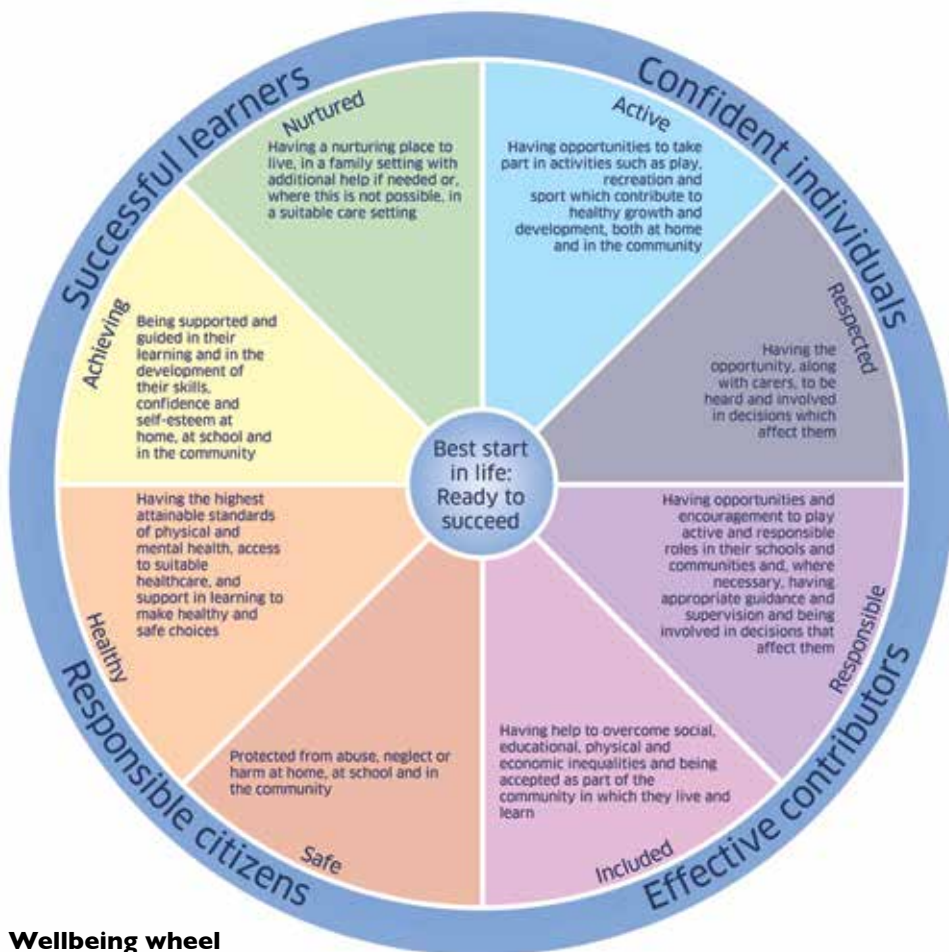 Successful learners
Confident individuals
Nurtured
Having a nurturing place to
live, in a family setting with
additional help if needed or,
where this is not possible, in
a suitable care setting
Active
Having opportunities to take
part in activities such as play,
recreation and
sport which contribute to
healthy growth and
development, both at home
and in the community
Achieving
Being supported and
guided in their
learning and in the
development of
their skills,
confidence and
self-esteem at
home, at school and
in the community
Respected
Having the
opportunity, along
with carers, to be
heard and involved
in decisions which
affect them
Best start
in life:
Ready to
succeed
Healthy
Having the highest
attainable standards
of physical and
mental health, access
to suitable
healthcare, and
support in learning to
make healthy and
safe choices
Responsible
Having opportunities and
encouragement to play
active and responsible
roles in their schools and
communities and, where
necessary, having
appropriate guidance and
supervision and being
involved in decisions that
affect them
Safe
Protected from abuse, neglect or
harm at home, at school and in
the community
Included
Having help to overcome social,
educational, physical and
economic inequalities and being
accepted as part of the
community in which they live and
learn
Responsible citizens
Effective contributors
Wellbeing wheel